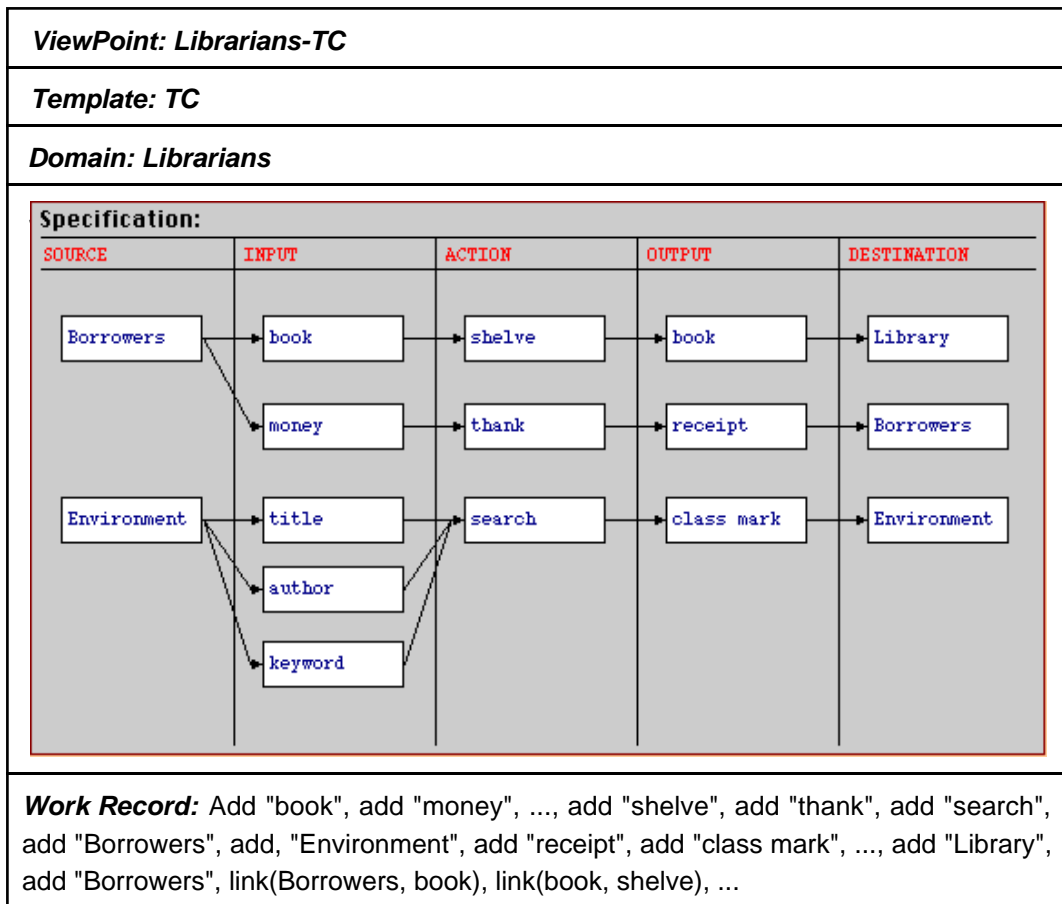 ViewPoint: Librarians-TC
Template: TC
Domain: Librarians
Specification:
SOURCE INPUT ACTION OUTPUT DESTINATION
Borrowers book shelve book Library
money thank receipt Borrowers
Environment title search class mark Environment
author
keyword
Work Record: Add "book", add "money", ..., add "shelve", add "thank", add "search",
add "Borrowers", add, "Environment", add "receipt", add "class mark", ..., add "Library",
add "Borrowers", link(Borrowers, book), link(book, shelve), ...